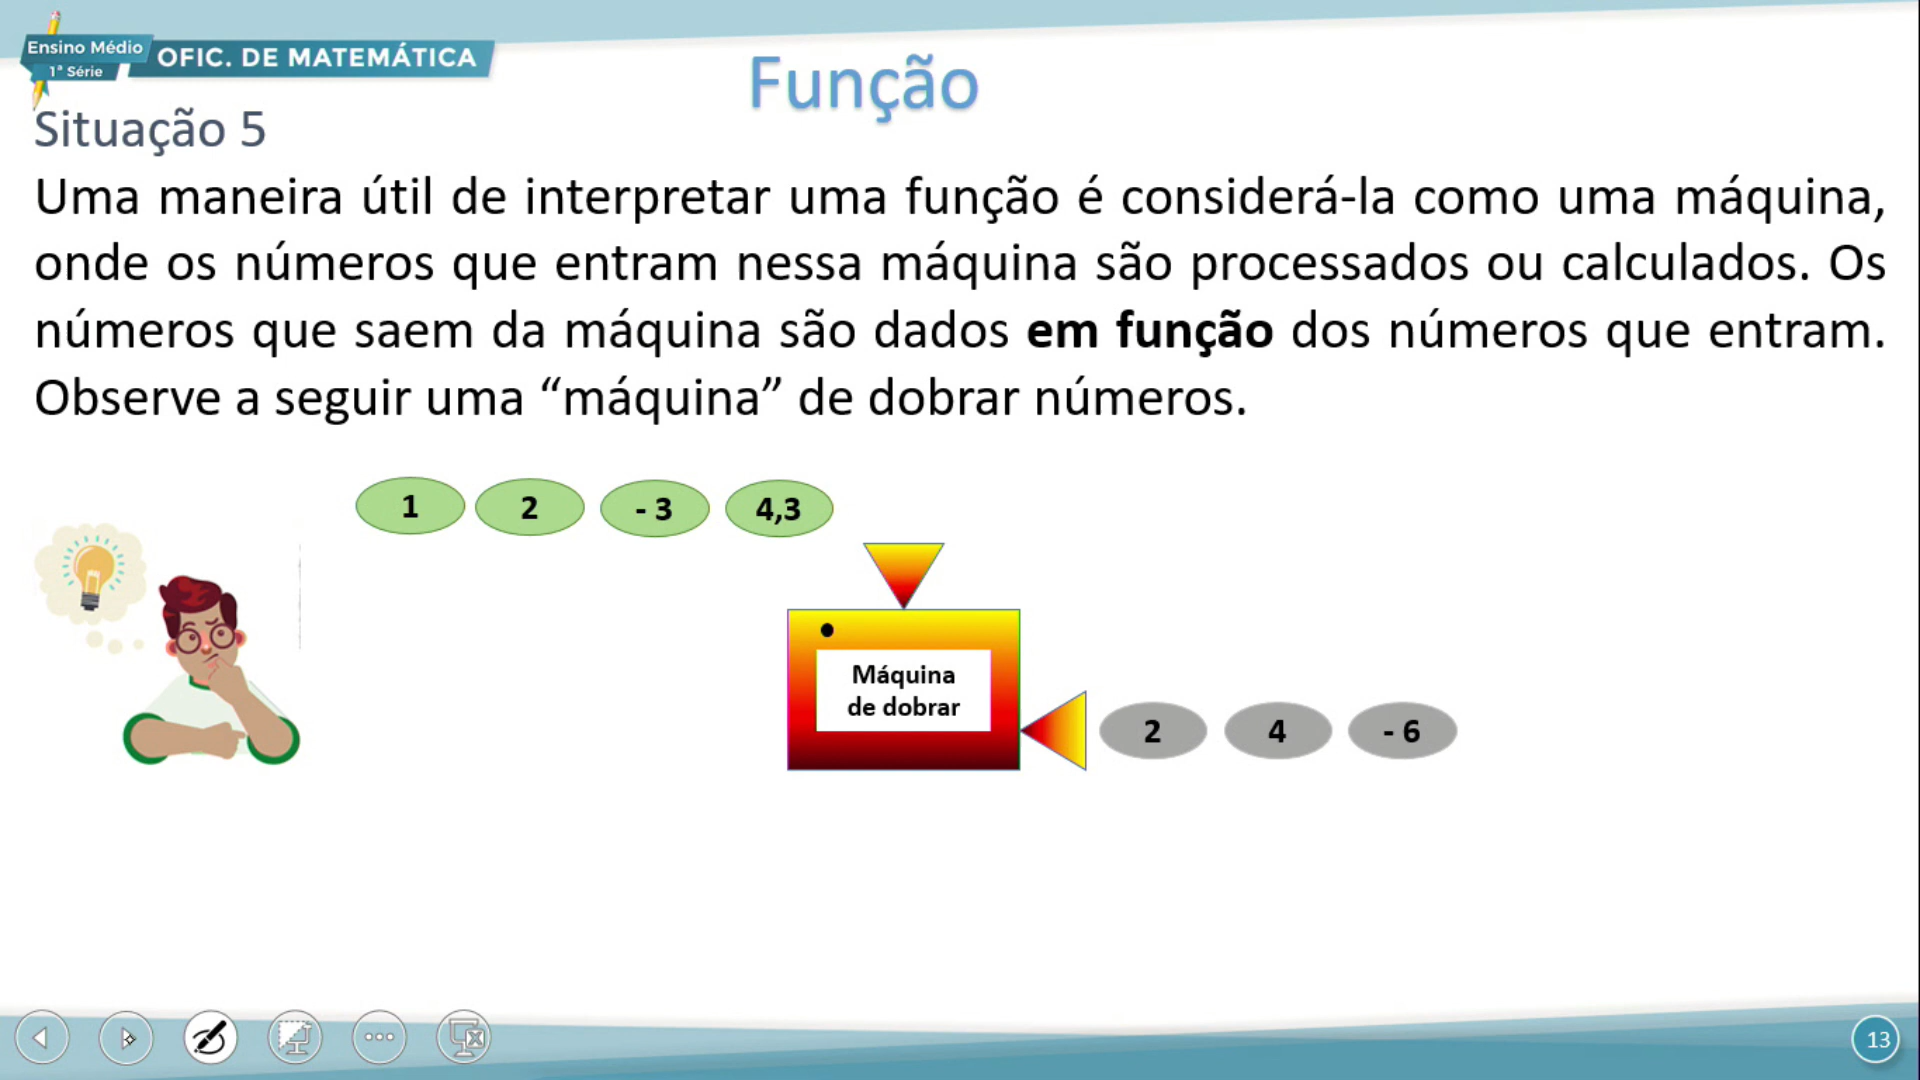 Ensino Médio
1ª Série
OFIC. DE MATEMÁTICA
Função
Situação 5
Uma maneira útil de interpretar uma função é considerá-la como uma máquina,
onde os números que entram nessa máquina são processados ou calculados. Os
números que saem da máquina são dados em função dos números que entram.
Observe a seguir uma “máquina” de dobrar números.
1 2 - 3 4,3
Máquina
de dobrar
2 4 - 6
13